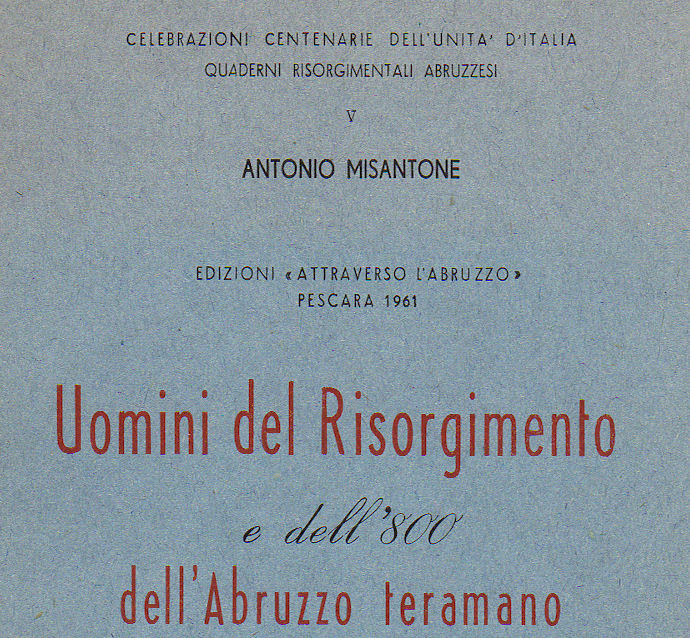 CELEBRAZIONI CENTENARIE DELL'UNITA' D'ITALIA
QUADERNI RISORGIMENTALI ABRUZZESI
V
ANTONIO MISANTONE
EDIZIONI «ATTRAVERSO L'ABRUZZO»
PESCARA 1961
Uomini del Risorgimento
e dell'800
dell'Abruzzo teramano